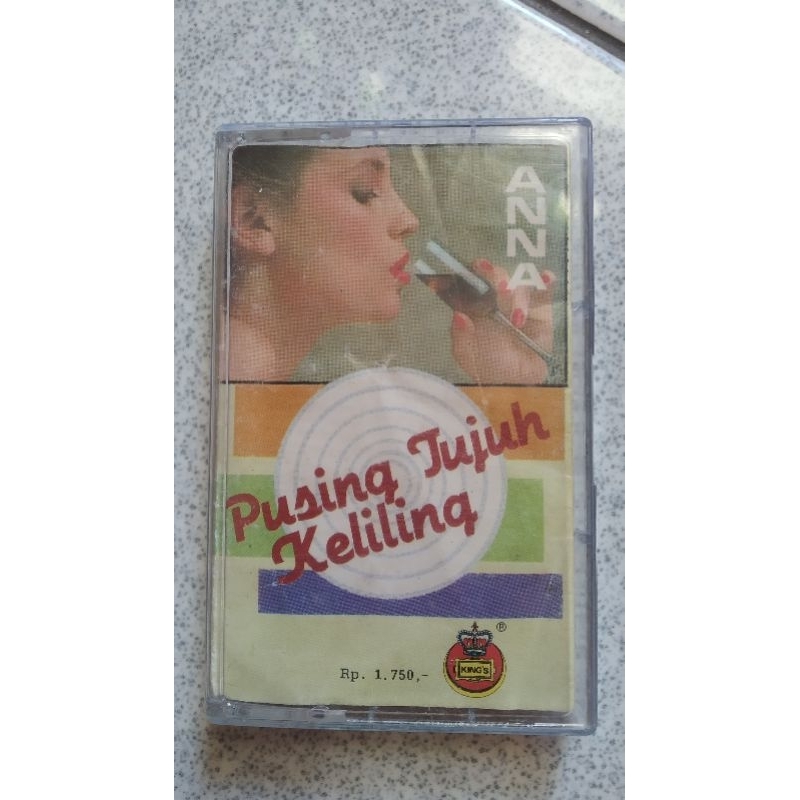 ANNA
Pusing Tujuh
Keliling
®
KING'S
Rp. 1.750,-